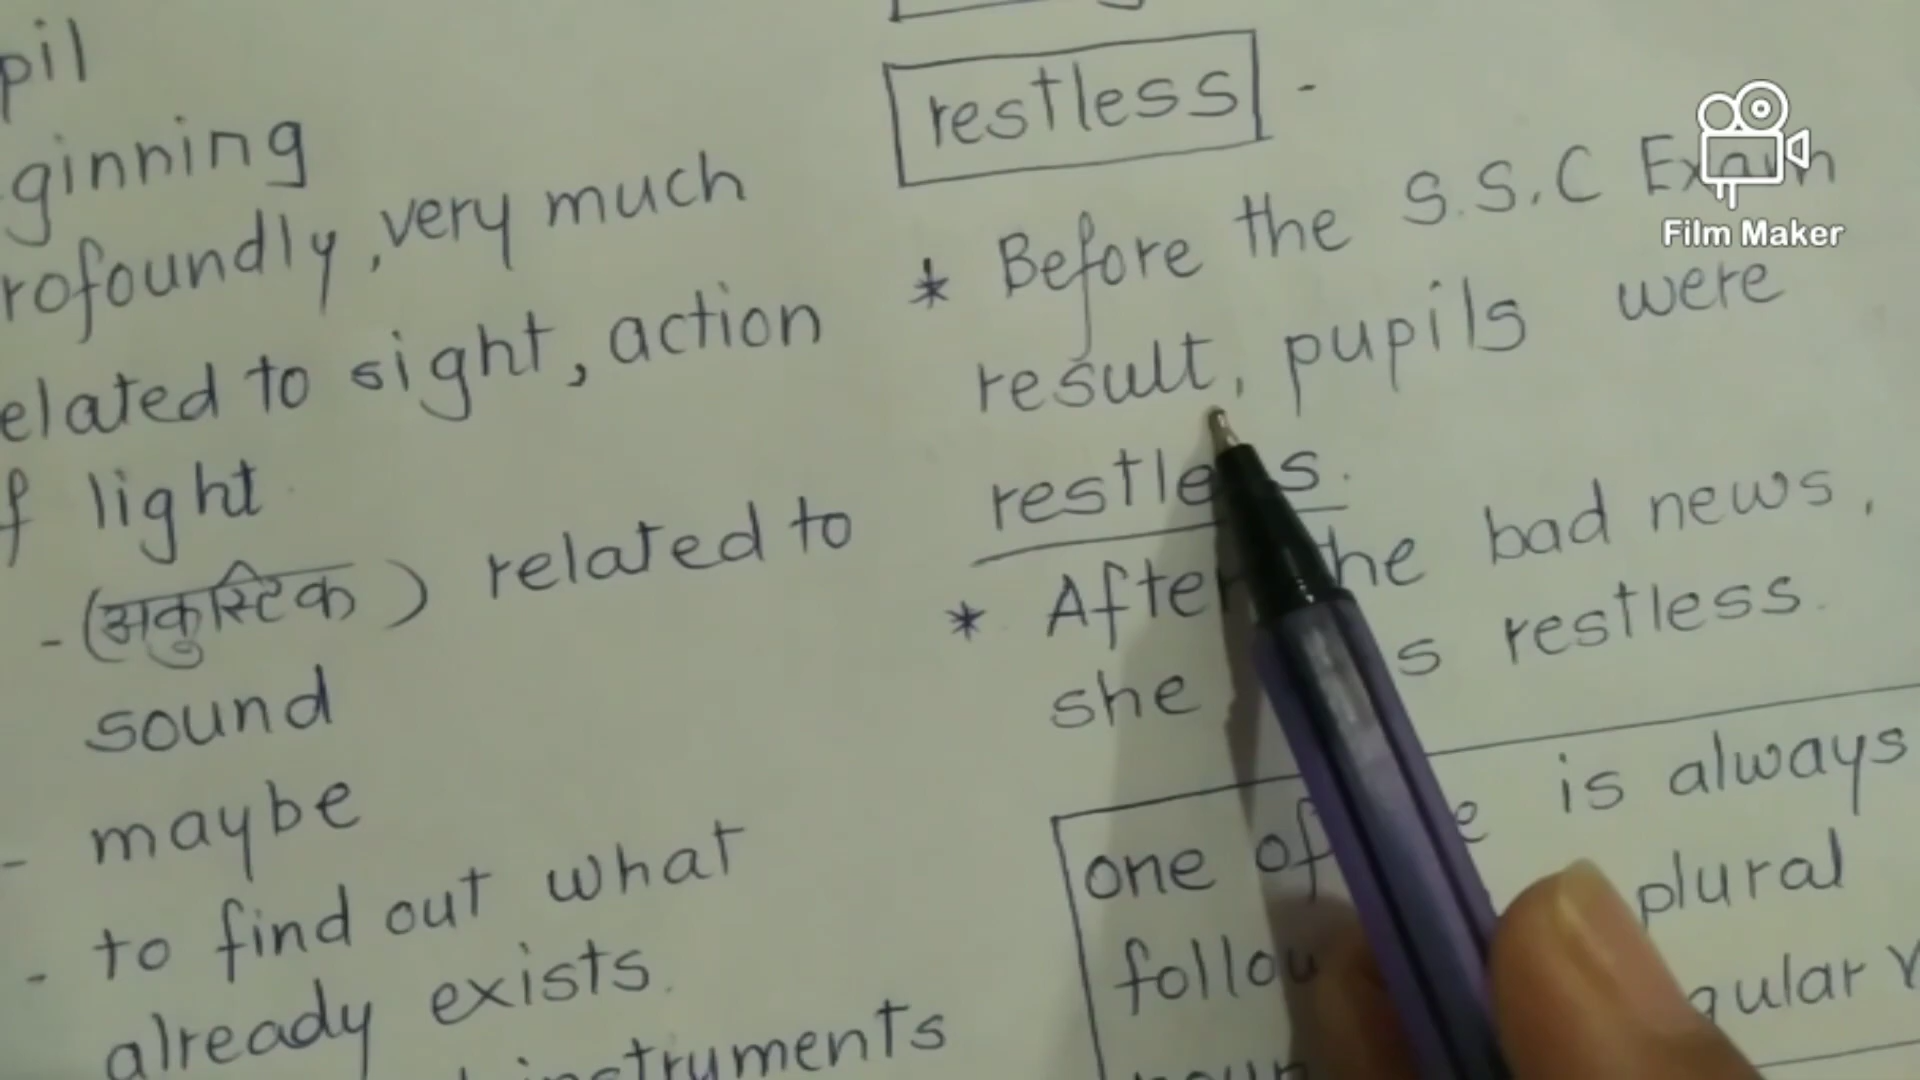 pil
ginning
rofoundly, very much
elated to sight, action
f light
- (अकुस्टिक) related to
sound
- maybe
- to find out what
already exists.
instruments
restless -
* Before the S.S.C Exam
result, pupils were
restless.
* After the bad news,
she restless.
one of is always
plural
gular
Film Maker